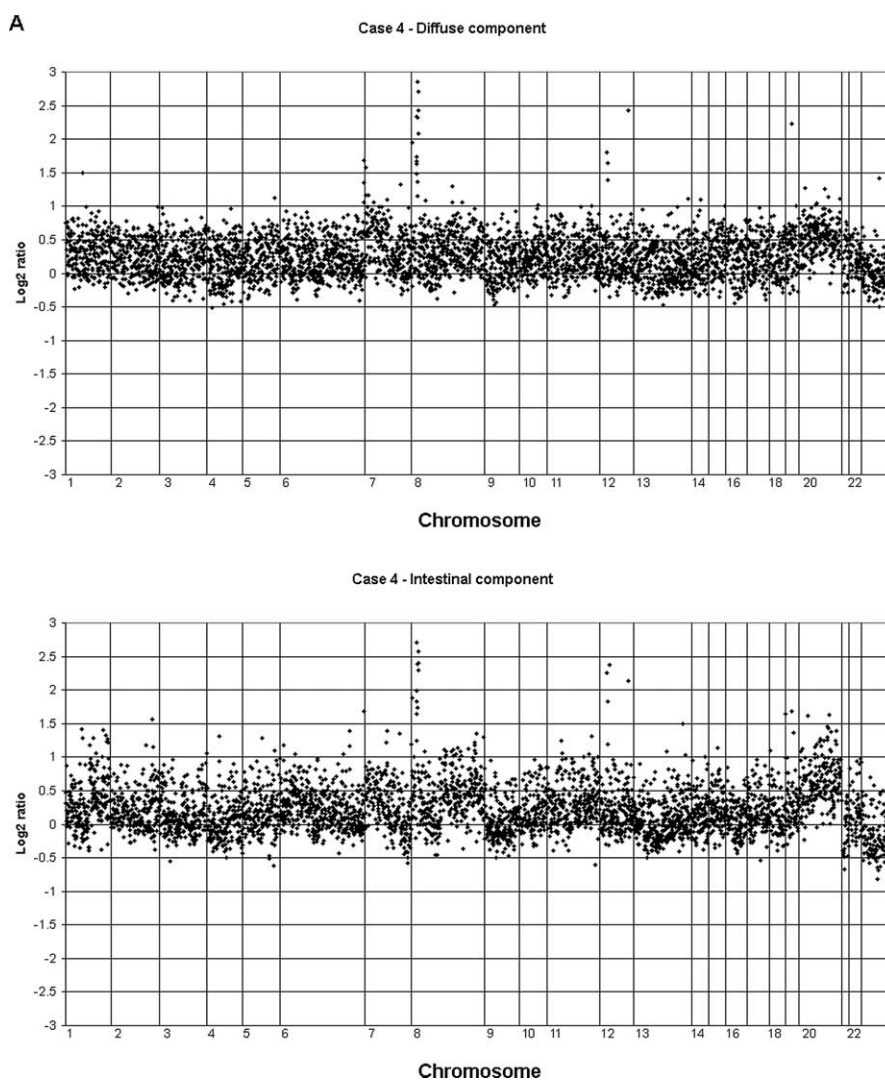 A
Case 4 - Diffuse component
3
2.5
2
1.5
1
0.5
0
-0.5
-1
-1.5
-2
-2.5
-3
Log2 ratio
1 2 3 4 5 6 7 8 9 10 11 12 13 14 16 18 20 22
Chromosome
Case 4 - Intestinal component
3
2.5
2
1.5
1
0.5
0
-0.5
-1
-1.5
-2
-2.5
-3
Log2 ratio
1 2 3 4 5 6 7 8 9 10 11 12 13 14 16 18 20 22
Chromosome